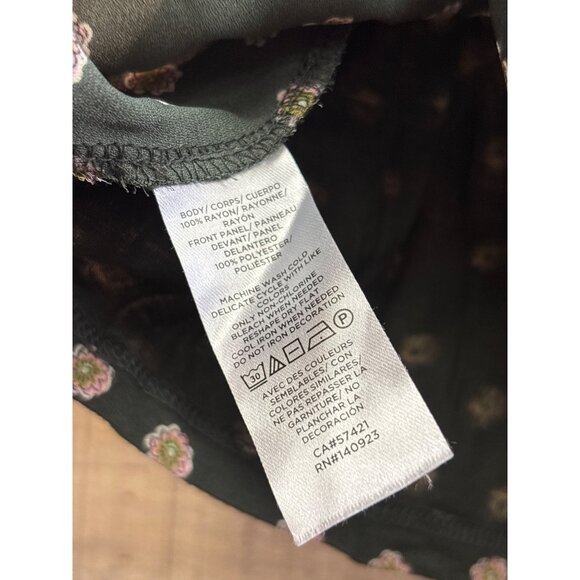 BODY/ CORPS/ CUERPO
100% RAYON/ RAYONNE/
RAYÓN
FRONT PANEL/ PANNEAU
DEVANT/ PANEL
DELANTERO
100% POLYESTER/
POLIÉSTER
MACHINE WASH COLD
DELICATE CYCLE WITH LIKE
COLORS
ONLY NON-CHLORINE
BLEACH WHEN NEEDED
RESHAPE DRY FLAT
COOL IRON WHEN NEEDED
DO NOT IRON DECORATION
30 P
AVEC DES COULEURS
SEMBLABLES/ CON
COLORES SIMILARES/
NE PAS REPASSER LA
GARNITURE/ NO
PLANCHAR LA
DECORACIÓN
CA#57421
RN#140923